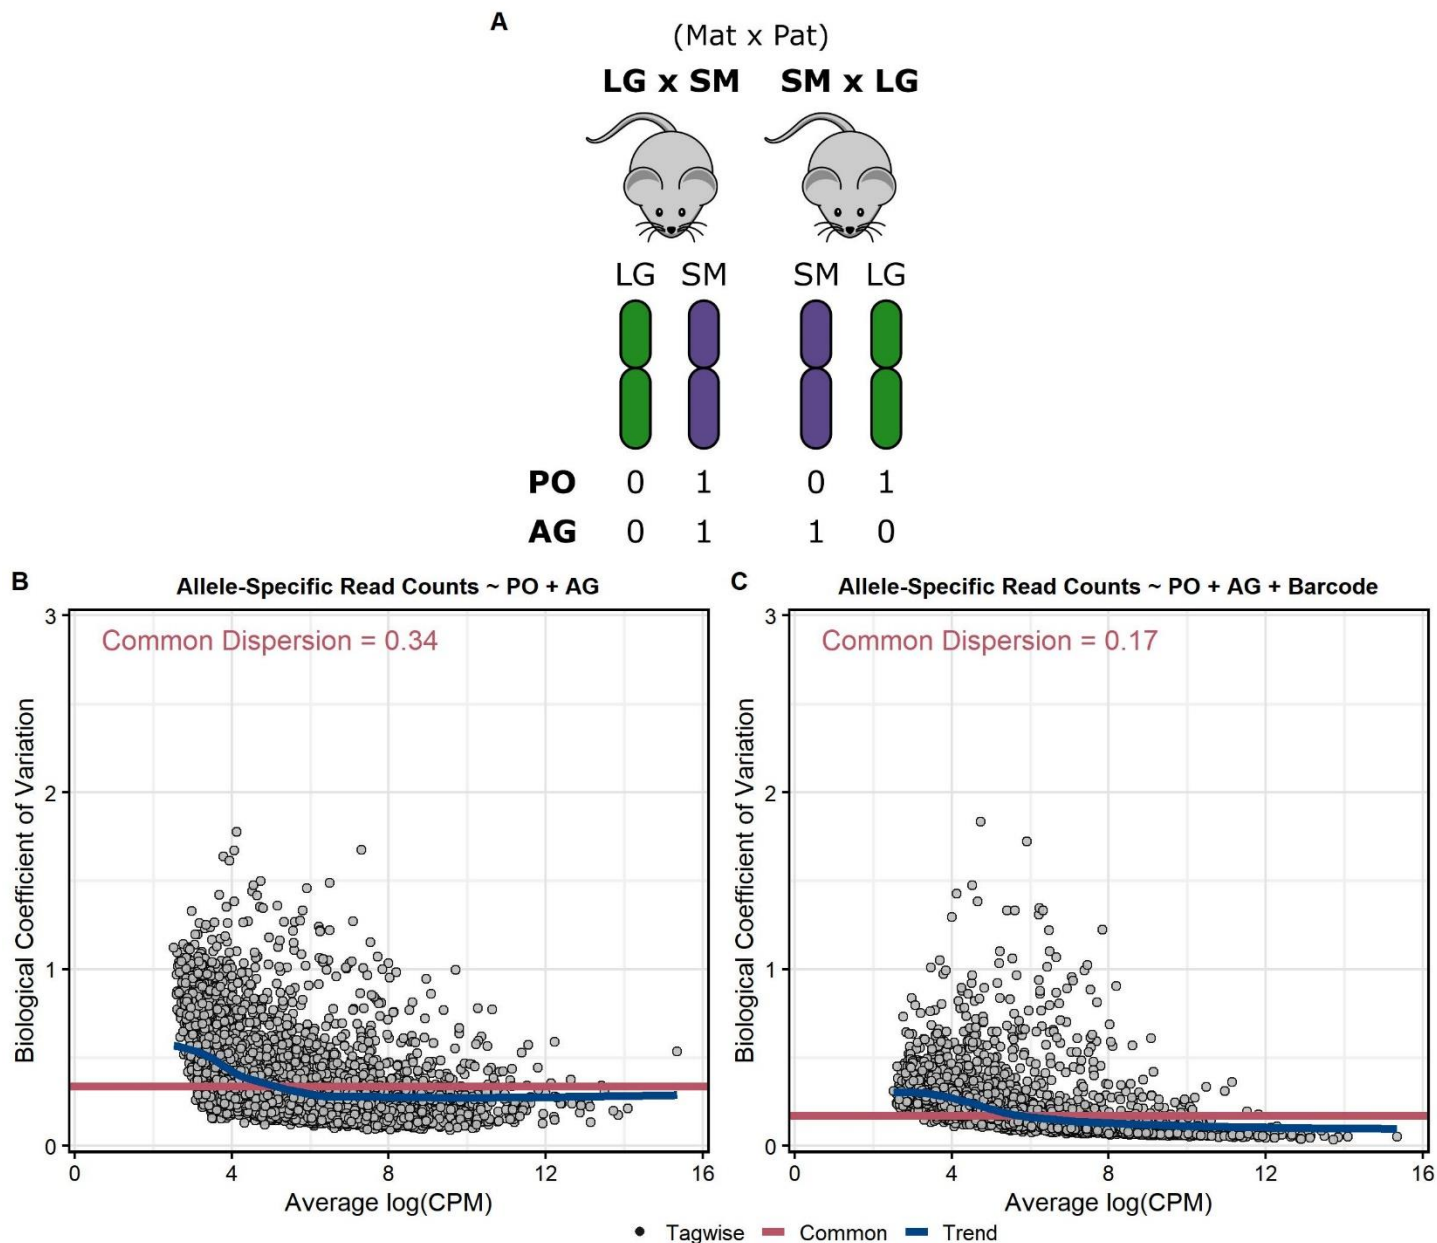 A
(Mat x Pat)
LG x SM SM x LG
LG SM SM LG
PO 0 1 0 1
AG 0 1 1 0
B
Allele-Specific Read Counts ~ PO + AG
Common Dispersion = 0.34
Biological Coefficient of Variation
3
2
1
0
0 4 8 12 16
Average log(CPM)
C
Allele-Specific Read Counts ~ PO + AG + Barcode
Common Dispersion = 0.17
Biological Coefficient of Variation
3
2
1
0
0 4 8 12 16
Average log(CPM)
Tagwise Common Trend